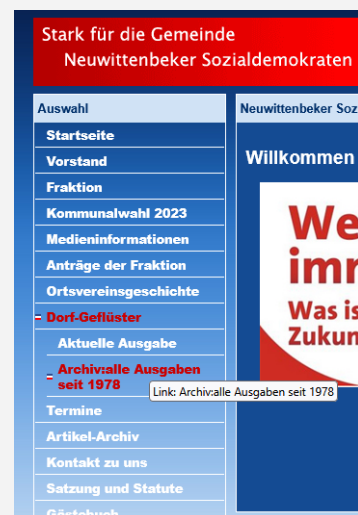 Stark für die Gemeinde
Neuwittenbeker Sozialdemokraten
Auswahl
Startseite
Vorstand
Fraktion
Kommunalwahl 2023
Medieninformationen
Anträge der Fraktion
Ortsvereinsgeschichte
Dorf-Geflüster
Aktuelle Ausgabe
Archiv:alle Ausgaben
seit 1978
Link: Archiv:alle Ausgaben seit 1978
Termine
Artikel-Archiv
Kontakt zu uns
Satzung und Statute
Gästebuch
Neuwittenbeker Soz
Willkommen
We
imm
Was is
Zukun